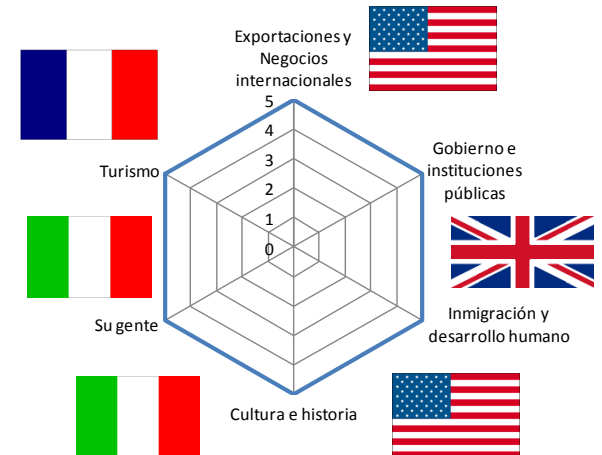 Exportaciones y
Negocios
internacionales
5
4
3
2
1
0
Gobierno e
instituciones
públicas
Turismo
Su gente
Inmigración y
desarrollo humano
Cultura e historia